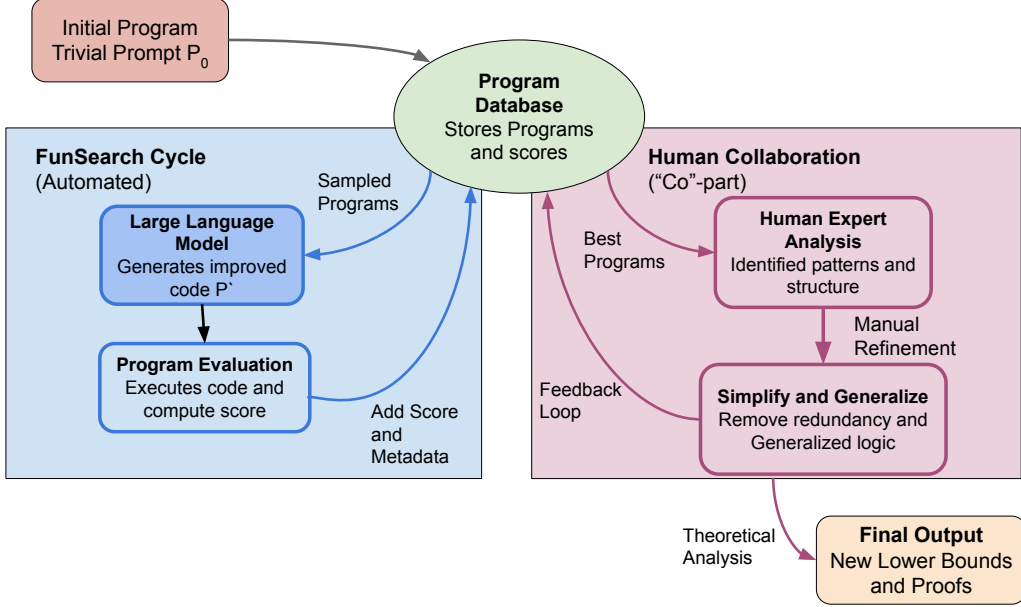 Initial Program
Trivial Prompt P₀
Program
Database
Stores Programs
and scores
FunSearch Cycle
(Automated)
Sampled
Programs
Large Language
Model
Generates improved
code P`
Program Evaluation
Executes code and
compute score
Add Score
and
Metadata
Human Collaboration
(“Co”-part)
Best
Programs
Human Expert
Analysis
Identified patterns and
structure
Manual
Refinement
Feedback
Loop
Simplify and Generalize
Remove redundancy and
Generalized logic
Theoretical
Analysis
Final Output
New Lower Bounds
and Proofs